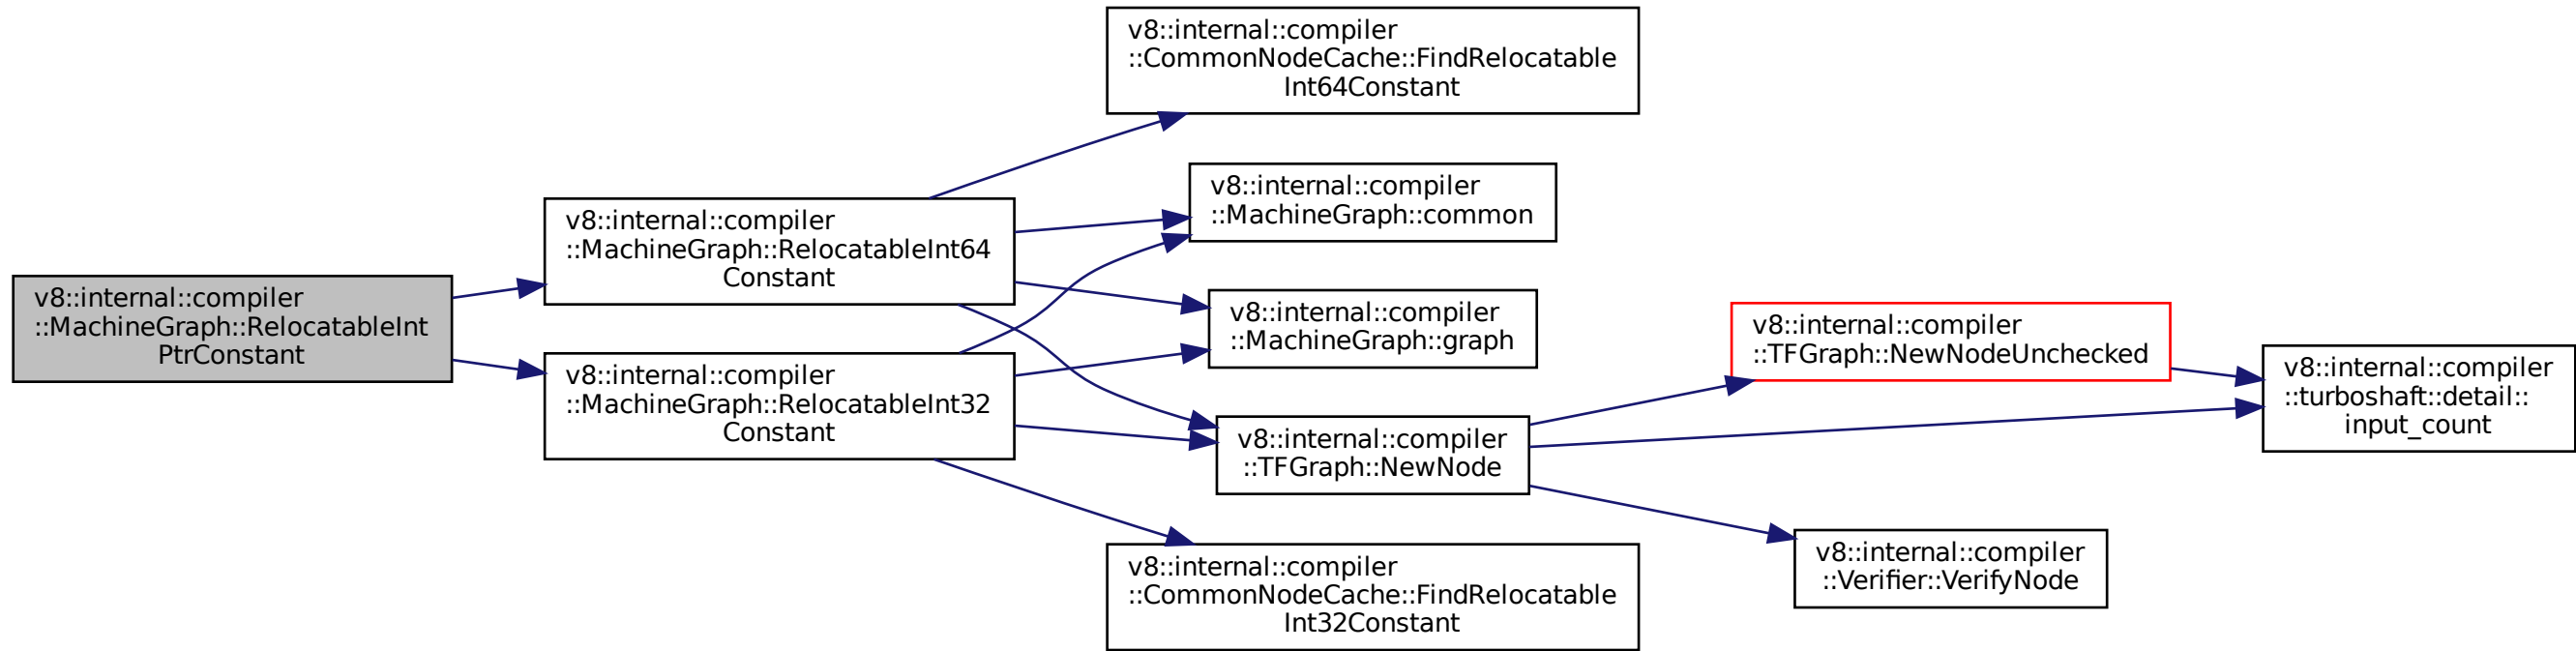 v8::internal::compiler
::MachineGraph::RelocatableInt
PtrConstant
v8::internal::compiler
::MachineGraph::RelocatableInt64
Constant
v8::internal::compiler
::MachineGraph::RelocatableInt32
Constant
v8::internal::compiler
::CommonNodeCache::FindRelocatable
Int64Constant
v8::internal::compiler
::MachineGraph::common
v8::internal::compiler
::MachineGraph::graph
v8::internal::compiler
::TFGraph::NewNode
v8::internal::compiler
::CommonNodeCache::FindRelocatable
Int32Constant
v8::internal::compiler
::TFGraph::NewNodeUnchecked
v8::internal::compiler
::Verifier::VerifyNode
v8::internal::compiler
::turboshaft::detail::
input_count